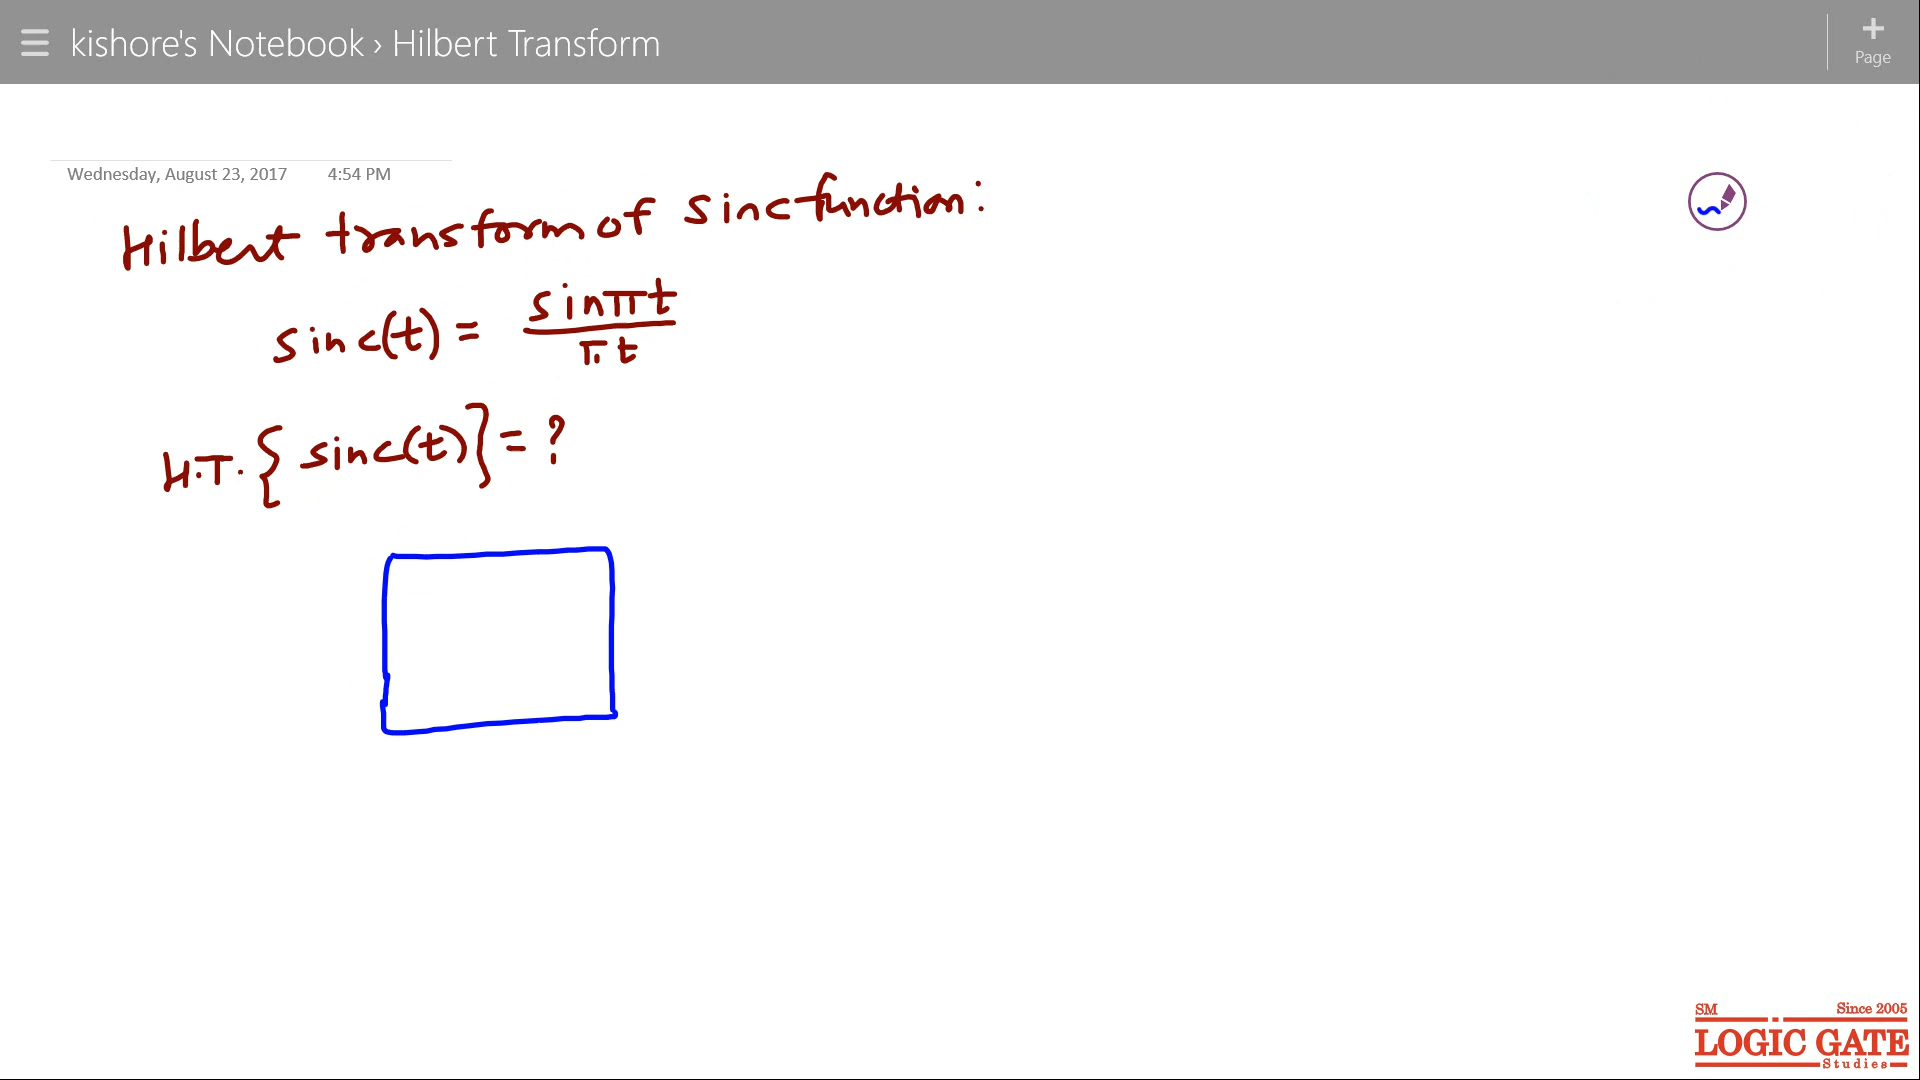 kishore's Notebook › Hilbert Transform
+
Page
Wednesday, August 23, 2017 4:54 PM
Hilbert transform of sinc function:
sinc(t) = sinπt / πt
H.T. { sinc(t) } = ?
SM Since 2005
LOGIC GATE
Studies